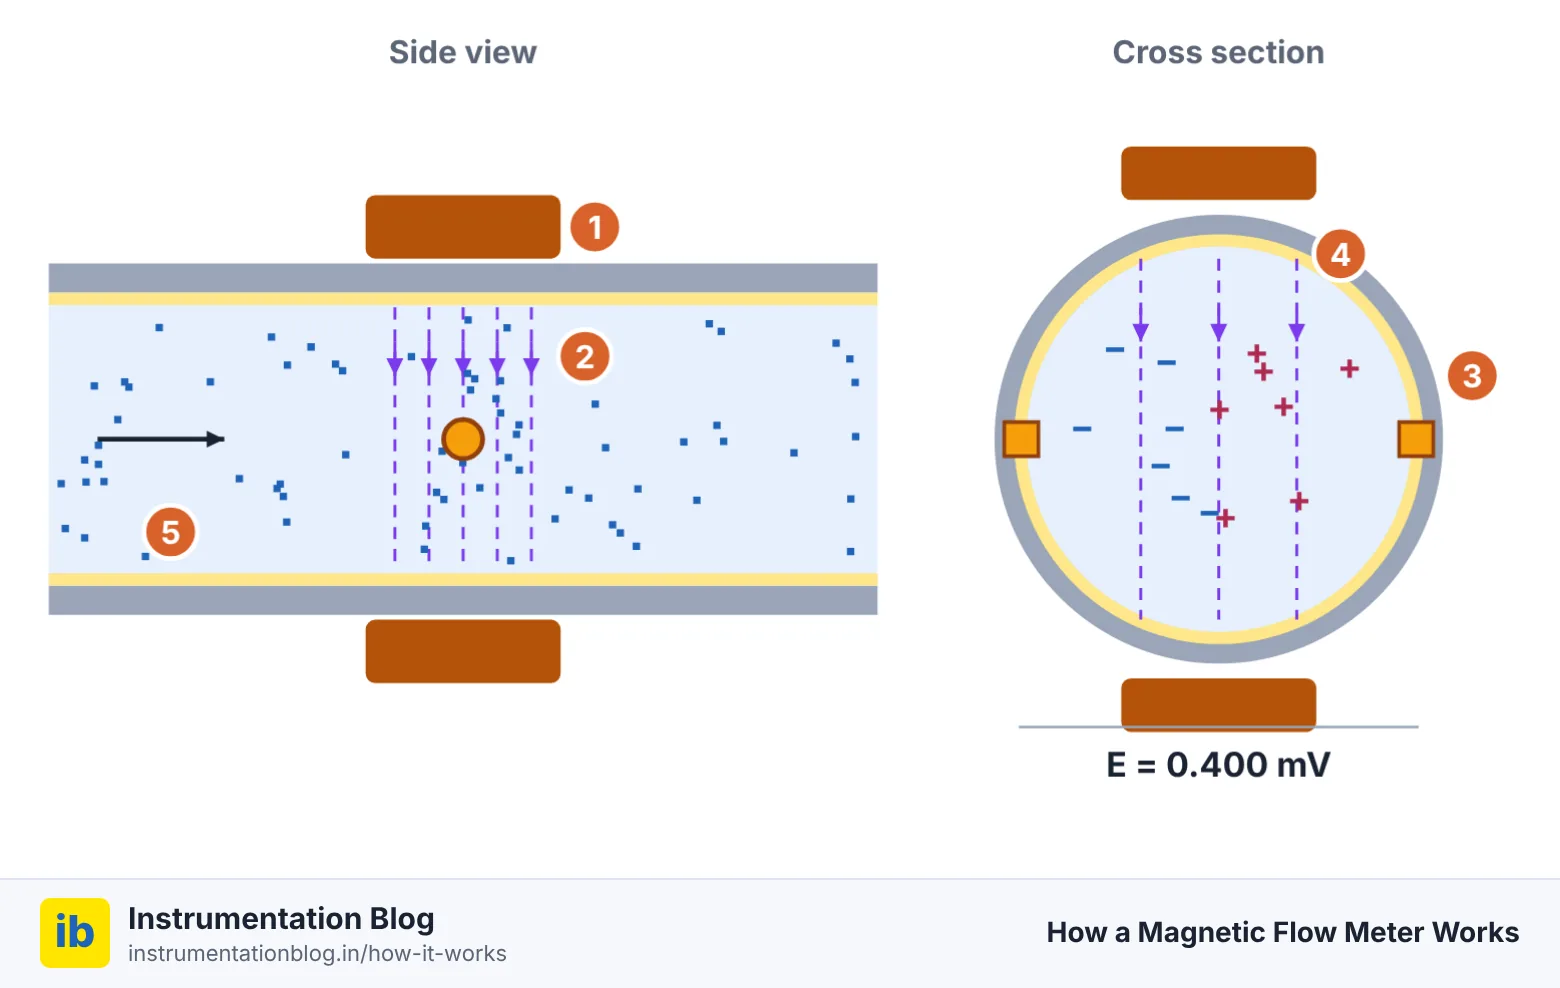 Side view
Cross section
1
2
3
4
5
E = 0.400 mV
ib
Instrumentation Blog
instrumentationblog.in/how-it-works
How a Magnetic Flow Meter Works